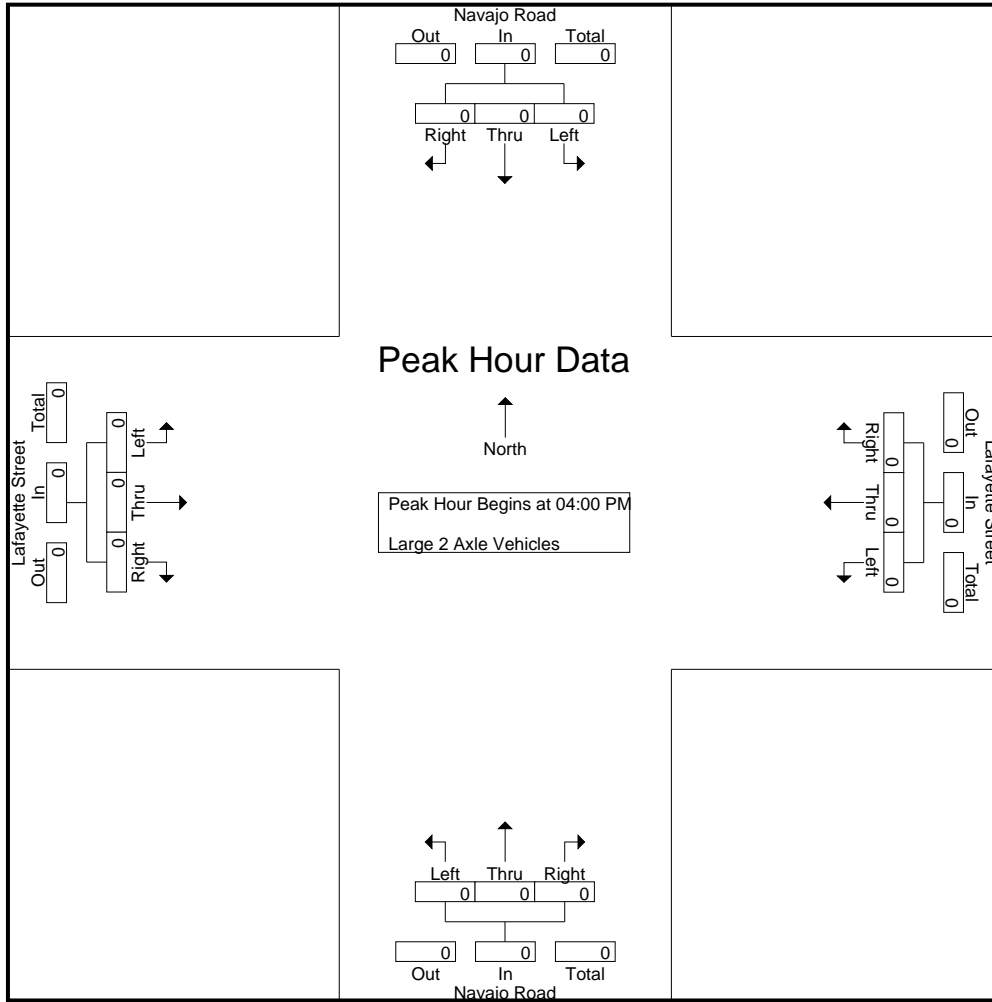 Navajo Road
Out In Total
0 0 0
0 0 0
Right Thru Left
Peak Hour Data
North
Peak Hour Begins at 04:00 PM
Large 2 Axle Vehicles
Lafayette Street
Total In Out
0 0 0
0 0 0
Left Thru Right
Lafayette Street
Out In Total
0 0 0
0 0 0
Right Thru Left
Left Thru Right
0 0 0
0 0 0
Out In Total
Navajo Road